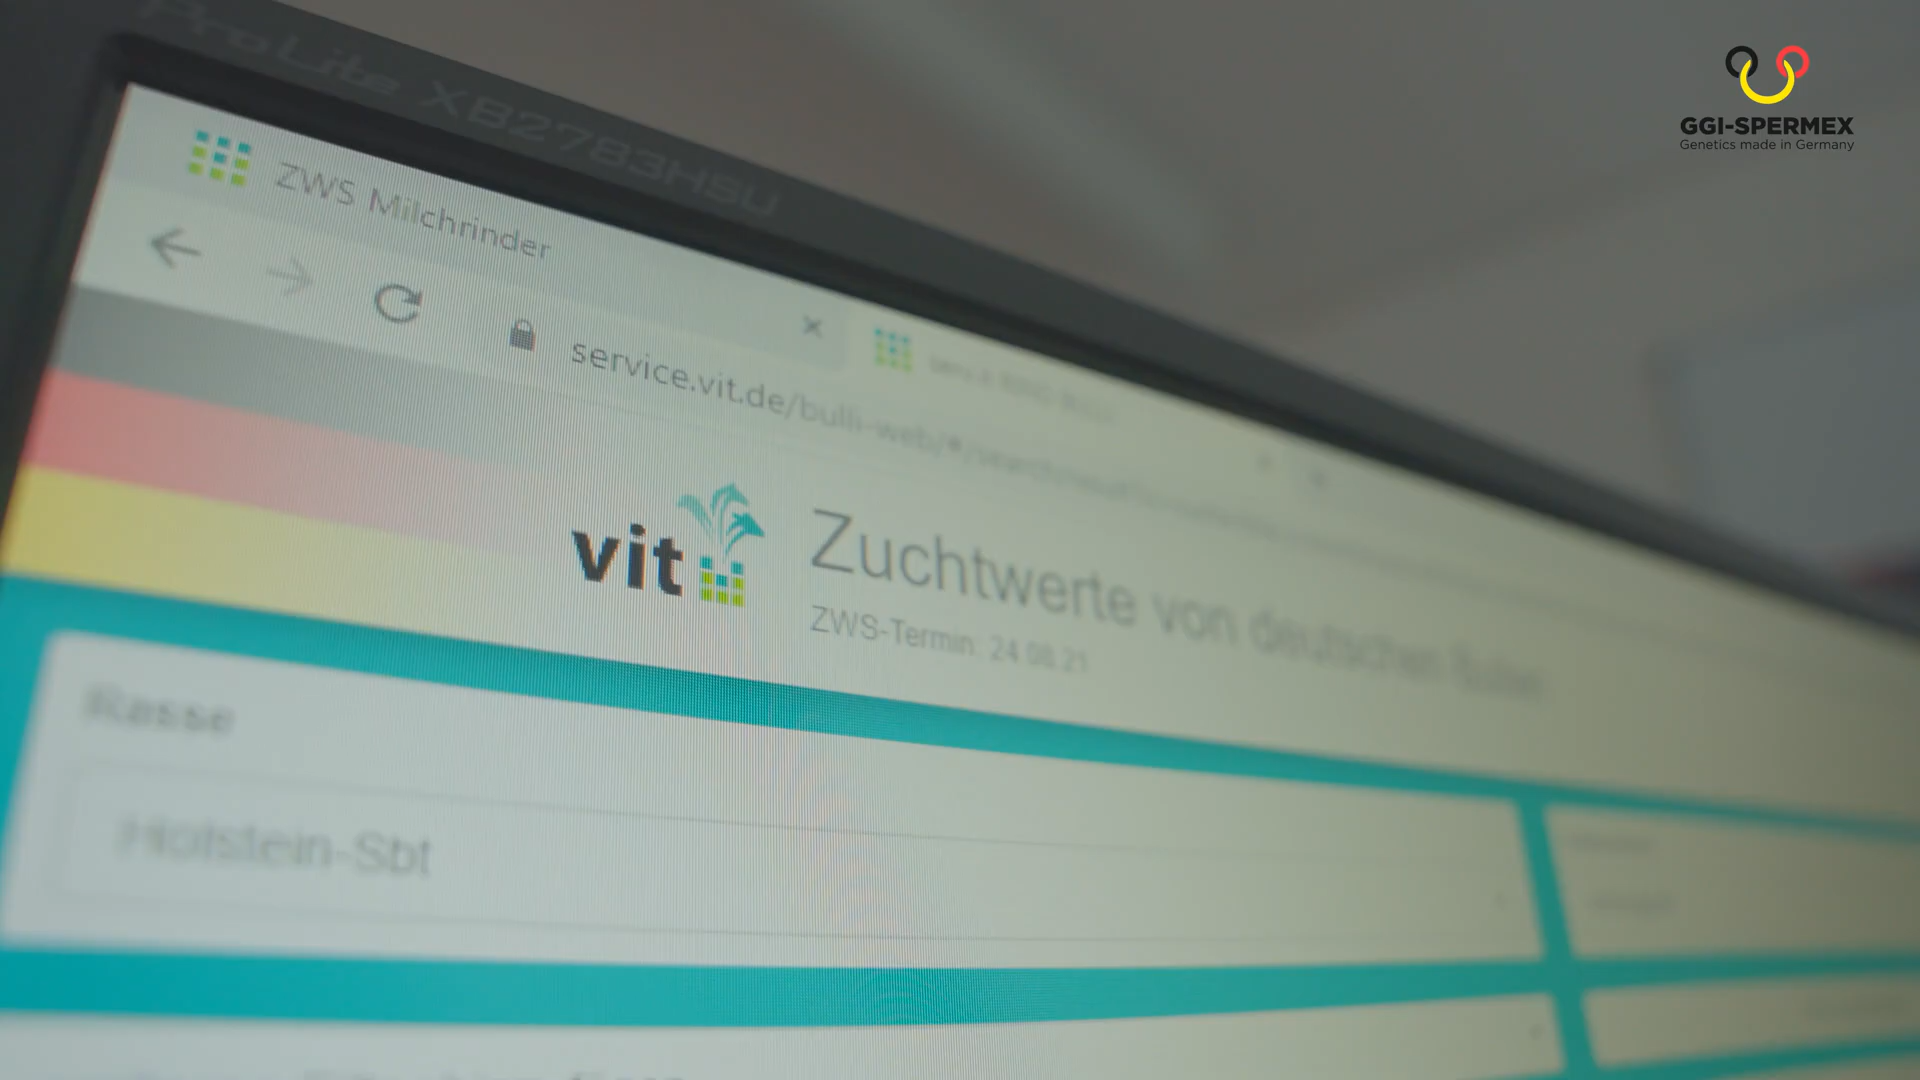 ProLite XB2783HSU
GGI-SPERMEX
Genetics made in Germany
ZWS Milchrinder
service.vit.de/bulli-web/*/
vit
Zuchtwerte von deutschen Bullen
ZWS-Termin: 24.08.21
Rasse
Holstein-Sbt